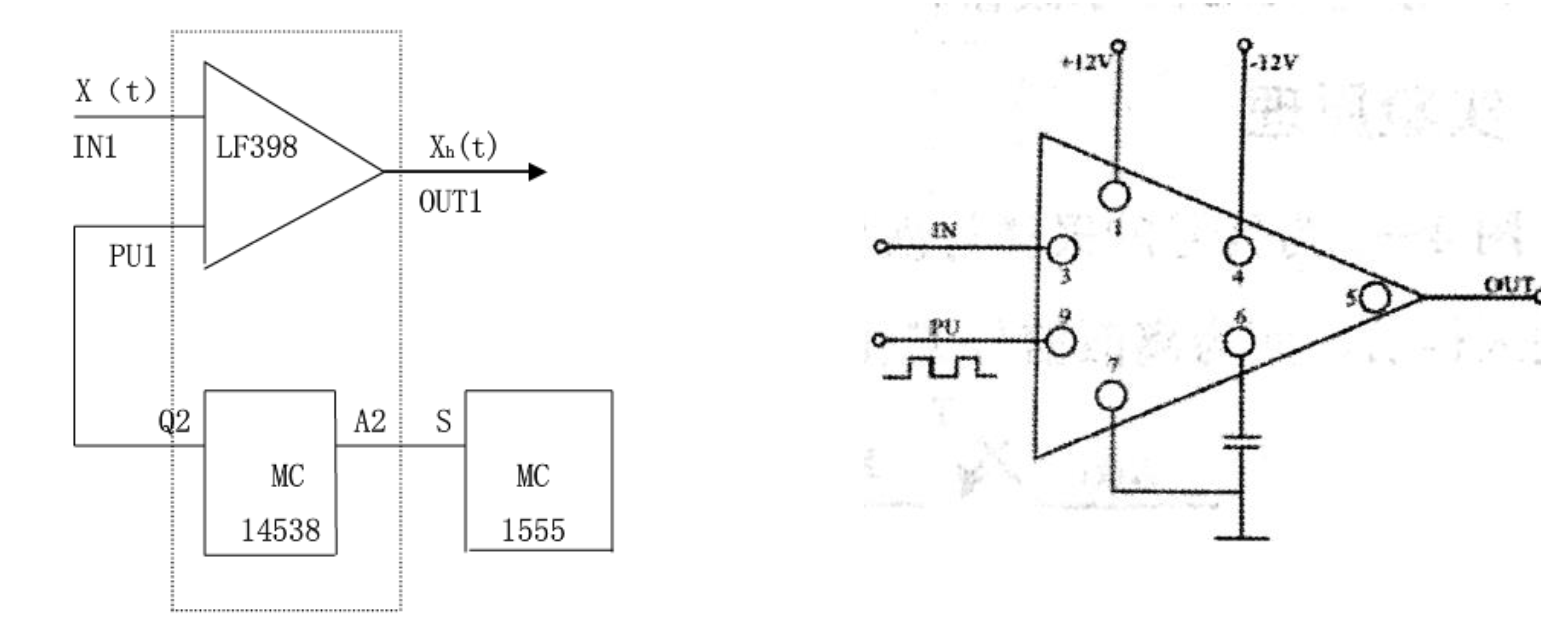 X (t)
IN1
LF398
Xh(t)
OUT1
PU1
Q2
A2
S
MC
14538
MC
1555
+12V
-12V
IN
1
3
4
5
OUT
PU
9
6
7